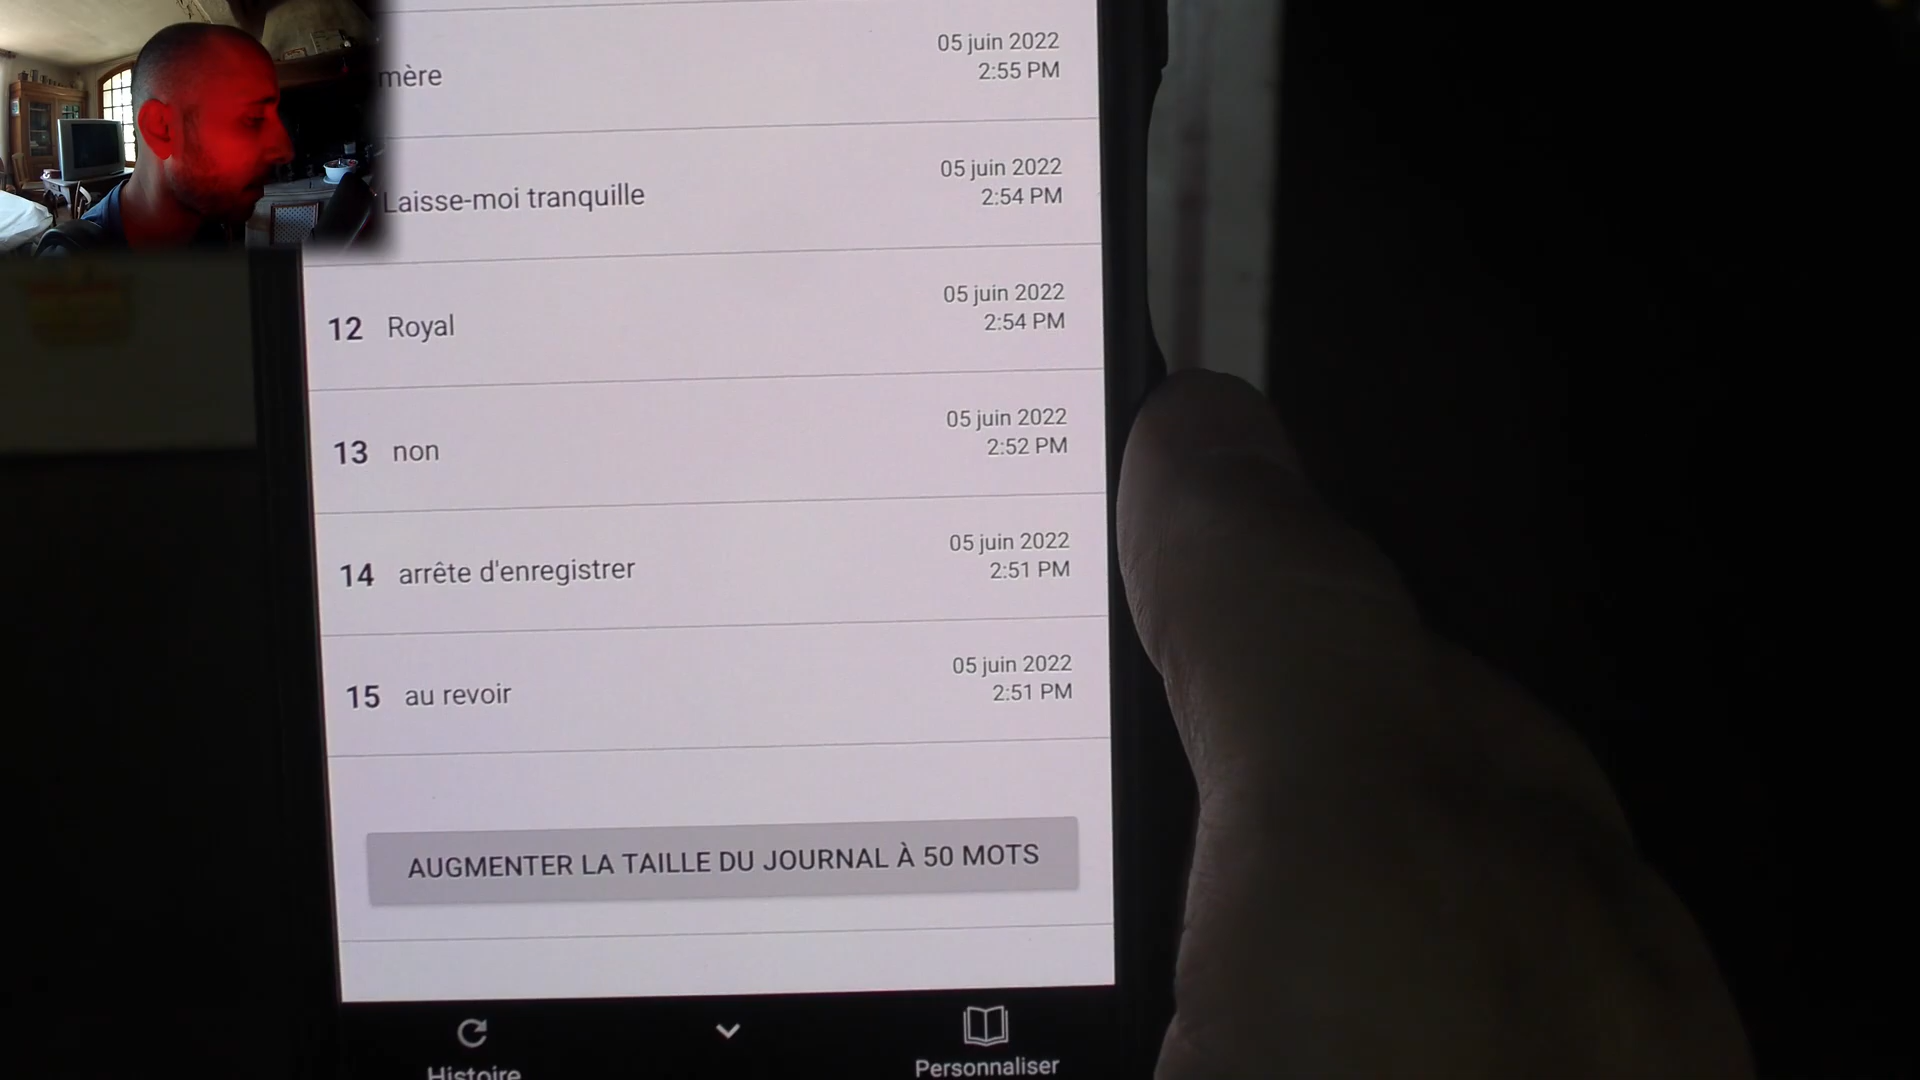 05 juin 2022
mère
2:55 PM
05 juin 2022
Laisse-moi tranquille
2:54 PM
05 juin 2022
12 Royal
2:54 PM
05 juin 2022
13 non
2:52 PM
05 juin 2022
14 arrête d'enregistrer
2:51 PM
05 juin 2022
15 au revoir
2:51 PM
AUGMENTER LA TAILLE DU JOURNAL À 50 MOTS
Histoire
Personnaliser